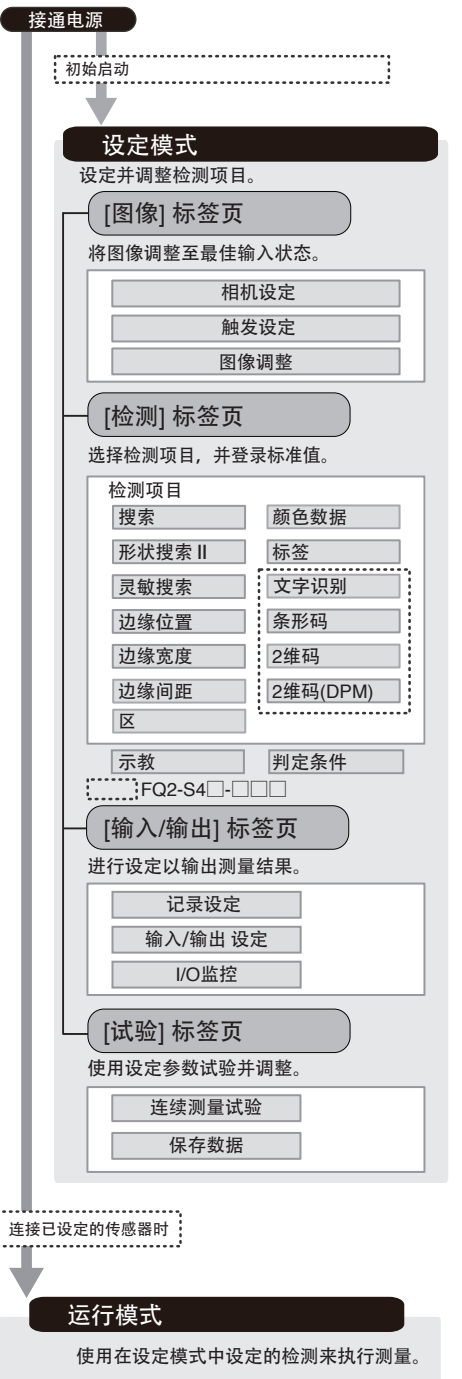 接通电源
初始启动
设定模式
设定并调整检测项目。
[图像] 标签页
将图像调整至最佳输入状态。
相机设定
触发设定
图像调整
[检测] 标签页
选择检测项目，并登录标准值。
检测项目
搜索
颜色数据
形状搜索 II
标签
灵敏搜索
文字识别
边缘位置
条形码
边缘宽度
2维码
边缘间距
2维码(DPM)
区
示教
判定条件
FQ2-S4□-□□□
[输入/输出] 标签页
进行设定以输出测量结果。
记录设定
输入/输出 设定
I/O监控
[试验] 标签页
使用设定参数试验并调整。
连续测量试验
保存数据
连接已设定的传感器时
运行模式
使用在设定模式中设定的检测来执行测量。